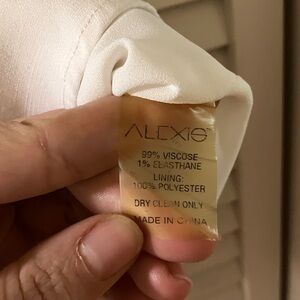 ALEXIS
99% VISCOSE
1% ELASTHANE
LINING:
100% POLYESTER
DRY CLEAN ONLY
MADE IN CHINA